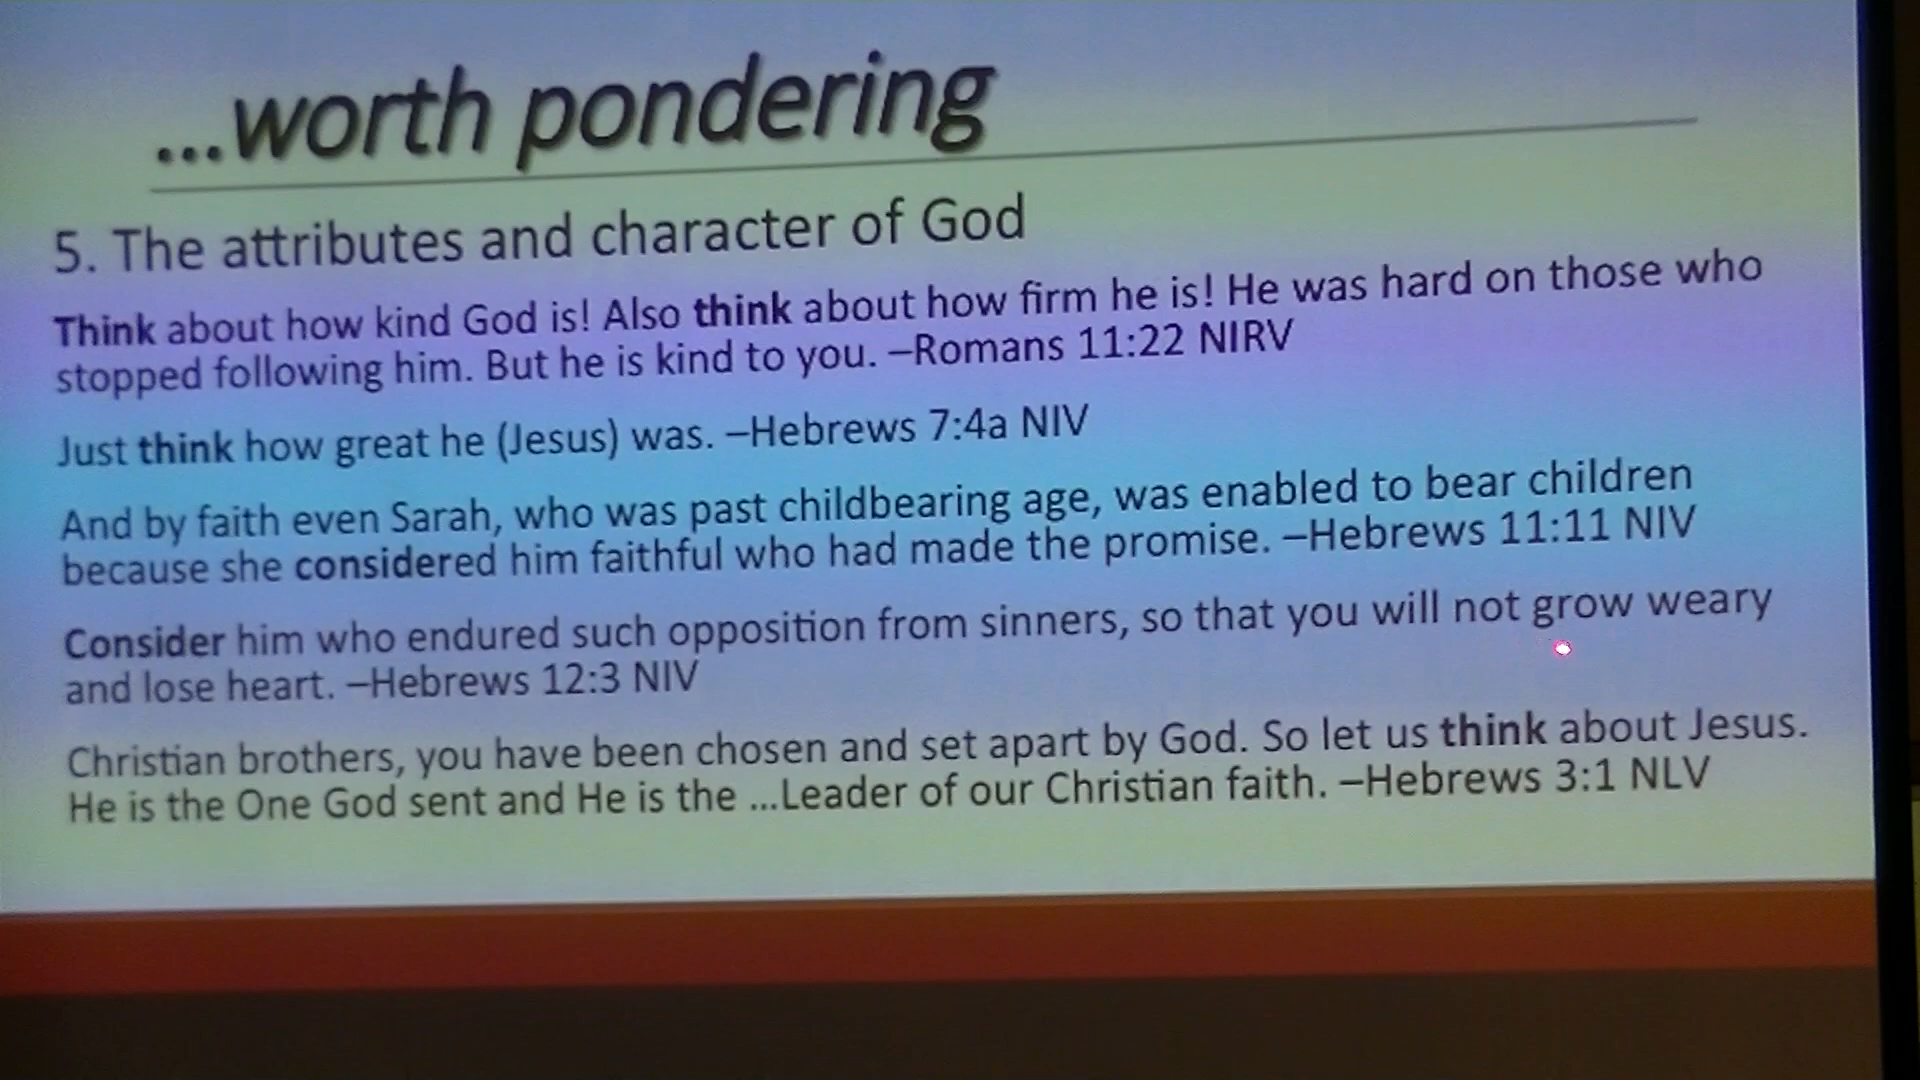 ...worth pondering
5. The attributes and character of God
Think about how kind God is! Also think about how firm he is! He was hard on those who
stopped following him. But he is kind to you. –Romans 11:22 NIRV
Just think how great he (Jesus) was. –Hebrews 7:4a NIV
And by faith even Sarah, who was past childbearing age, was enabled to bear children
because she considered him faithful who had made the promise. –Hebrews 11:11 NIV
Consider him who endured such opposition from sinners, so that you will not grow weary
and lose heart. –Hebrews 12:3 NIV
Christian brothers, you have been chosen and set apart by God. So let us think about Jesus.
He is the One God sent and He is the ...Leader of our Christian faith. –Hebrews 3:1 NLV